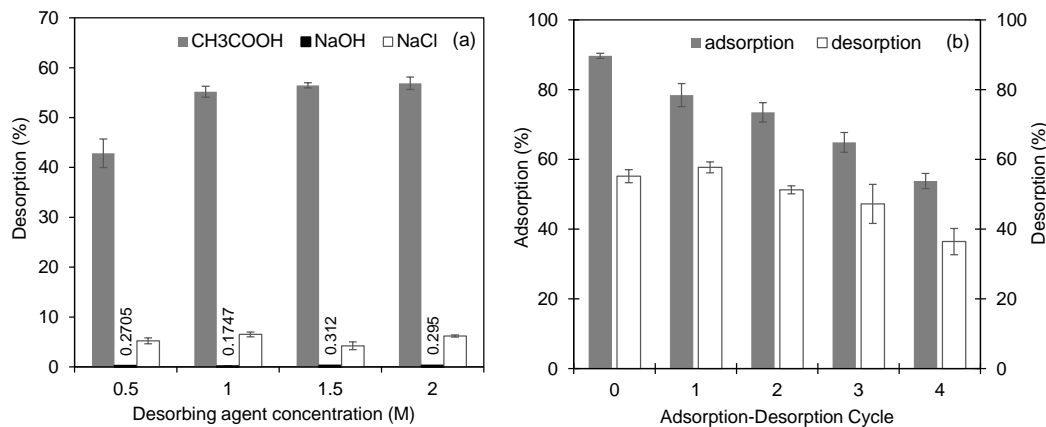 70
60
50
40
30
20
10
0
Desorption (%)
CH3COOH NaOH NaCl (a)
0.2705
0.1747
0.312
0.295
0.5 1 1.5 2
Desorbing agent concentration (M)
100
80
60
40
20
0
Adsorption (%)
adsorption desorption (b)
100
80
60
40
20
0
Desorption (%)
0 1 2 3 4
Adsorption-Desorption Cycle